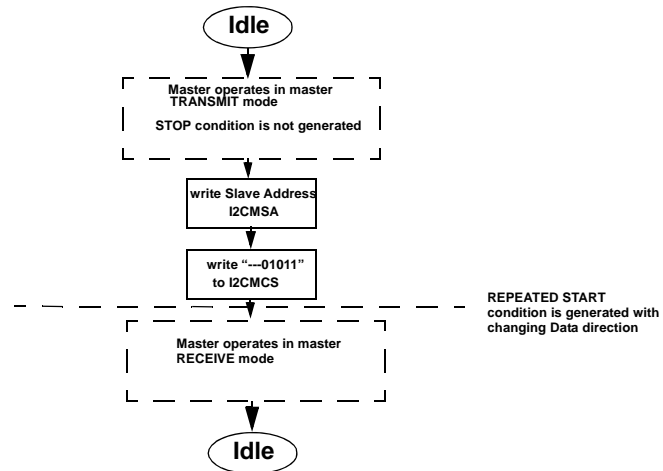 Idle
Master operates in master
TRANSMIT mode
STOP condition is not generated
write Slave Address
I2CMSA
write “---01011”
to I2CMCS
REPEATED START
condition is generated with
changing Data direction
Master operates in master
RECEIVE mode
Idle